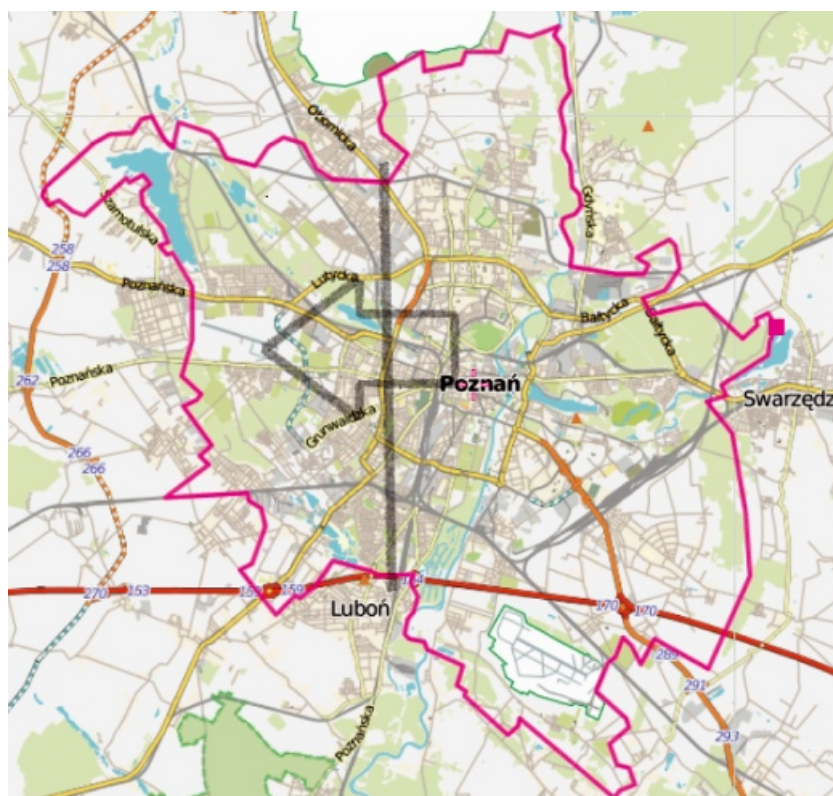 Obornicka
Szamotulska
Gdyńska
258
258
Lutycka
Poznańska
Bałtycka
Bałtycka
262
Poznańska
Poznań
Swarzędz
Grunwaldzka
266
266
270
153
159
159
Luboń
170
170
289
291
293
Poznańska